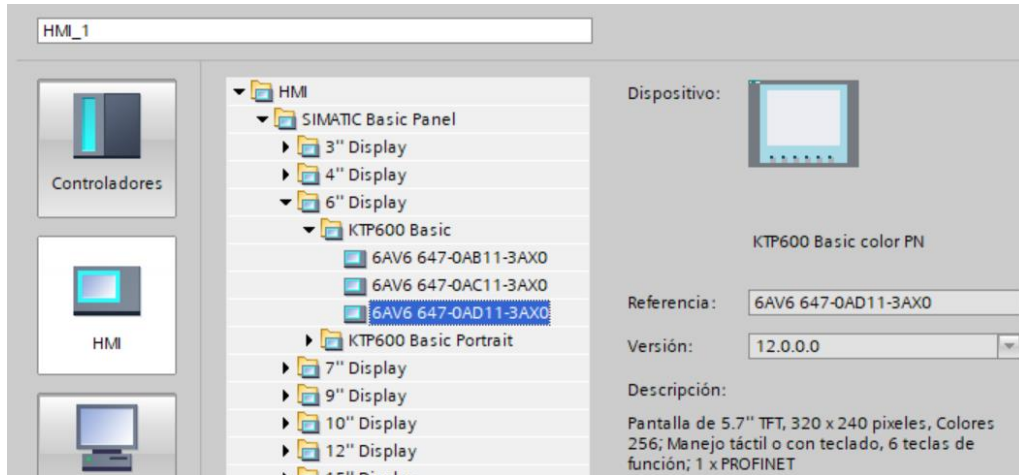 HMI_1
Controladores
HMI
HMI
SIMATIC Basic Panel
3'' Display
4'' Display
6'' Display
KTP600 Basic
6AV6 647-0AB11-3AX0
6AV6 647-0AC11-3AX0
6AV6 647-0AD11-3AX0
KTP600 Basic Portrait
7'' Display
9'' Display
10'' Display
12'' Display
Dispositivo:
KTP600 Basic color PN
Referencia: 6AV6 647-0AD11-3AX0
Versión: 12.0.0.0
Descripción:
Pantalla de 5.7'' TFT, 320 x 240 pixeles, Colores
256; Manejo táctil o con teclado, 6 teclas de
función; 1 x PROFINET